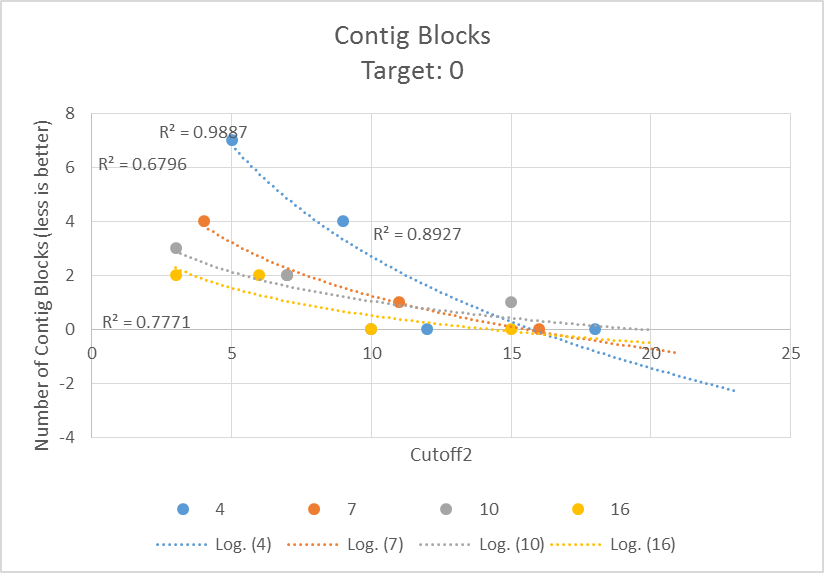 Contig Blocks
Target: 0
Number of Contig Blocks (less is better)
8
6
4
2
0
-2
-4
R² = 0.9887
R² = 0.6796
R² = 0.8927
R² = 0.7771
0 5 10 15 20 25
Cutoff2
4 7 10 16
Log. (4) Log. (7) Log. (10) Log. (16)